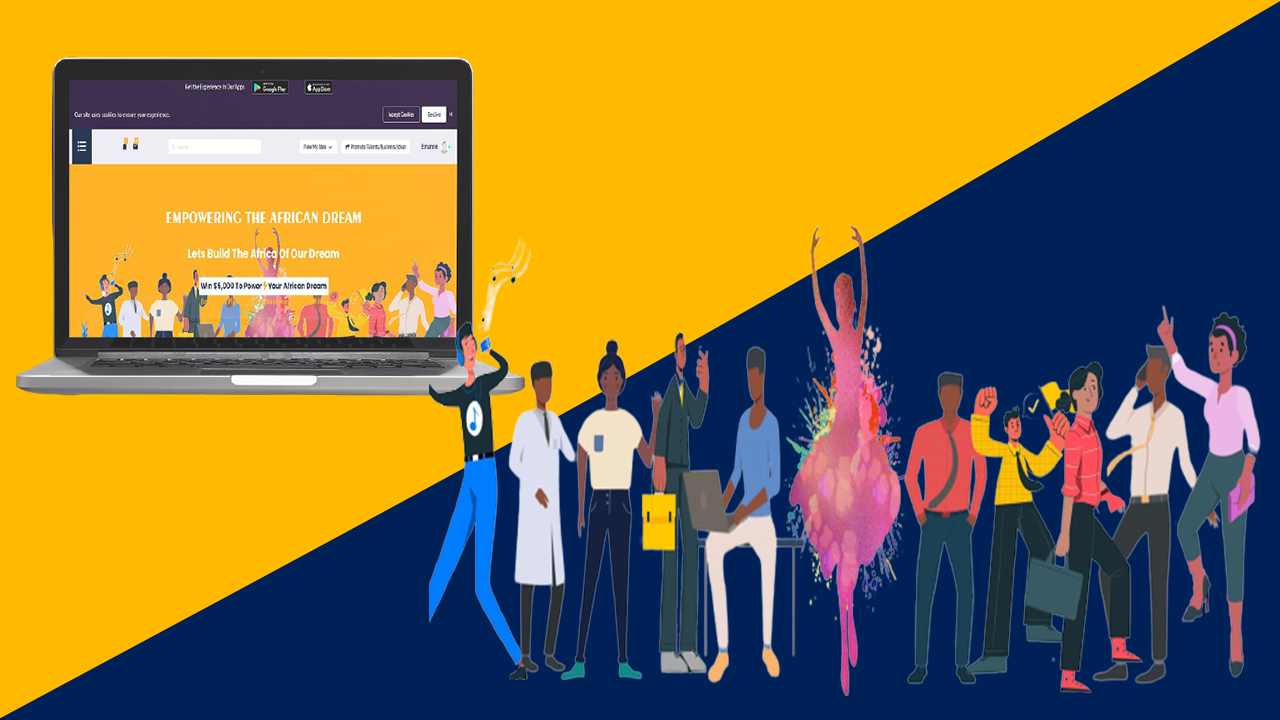 Get the Experience In Our Apps
Google Play
App Store
Our site uses cookies to ensure your experience.
Accept Cookies
Decline
×
View My Idea
Promote Talents/Business/Ideas
EMPOWERING THE AFRICAN DREAM
Lets Build The Africa Of Our Dream
Win $5,000 To Power Your African Dream